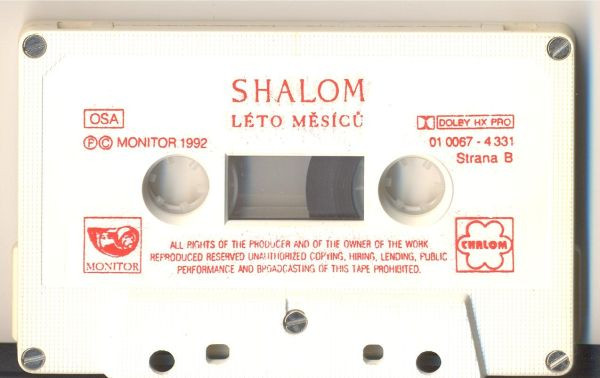 SHALOM
LÉTO MĚSÍCŮ
OSA
DOLBY HX PRO
ⓅⒸ MONITOR 1992
01 0067 - 4 331
Strana B
MONITOR
SHALOM
ALL RIGHTS OF THE PRODUCER AND OF THE OWNER OF THE WORK
REPRODUCED RESERVED UNAUTHORIZED COPYING, HIRING, LENDING, PUBLIC
PERFORMANCE AND BROADCASTING OF THIS TAPE PROHIBITED.